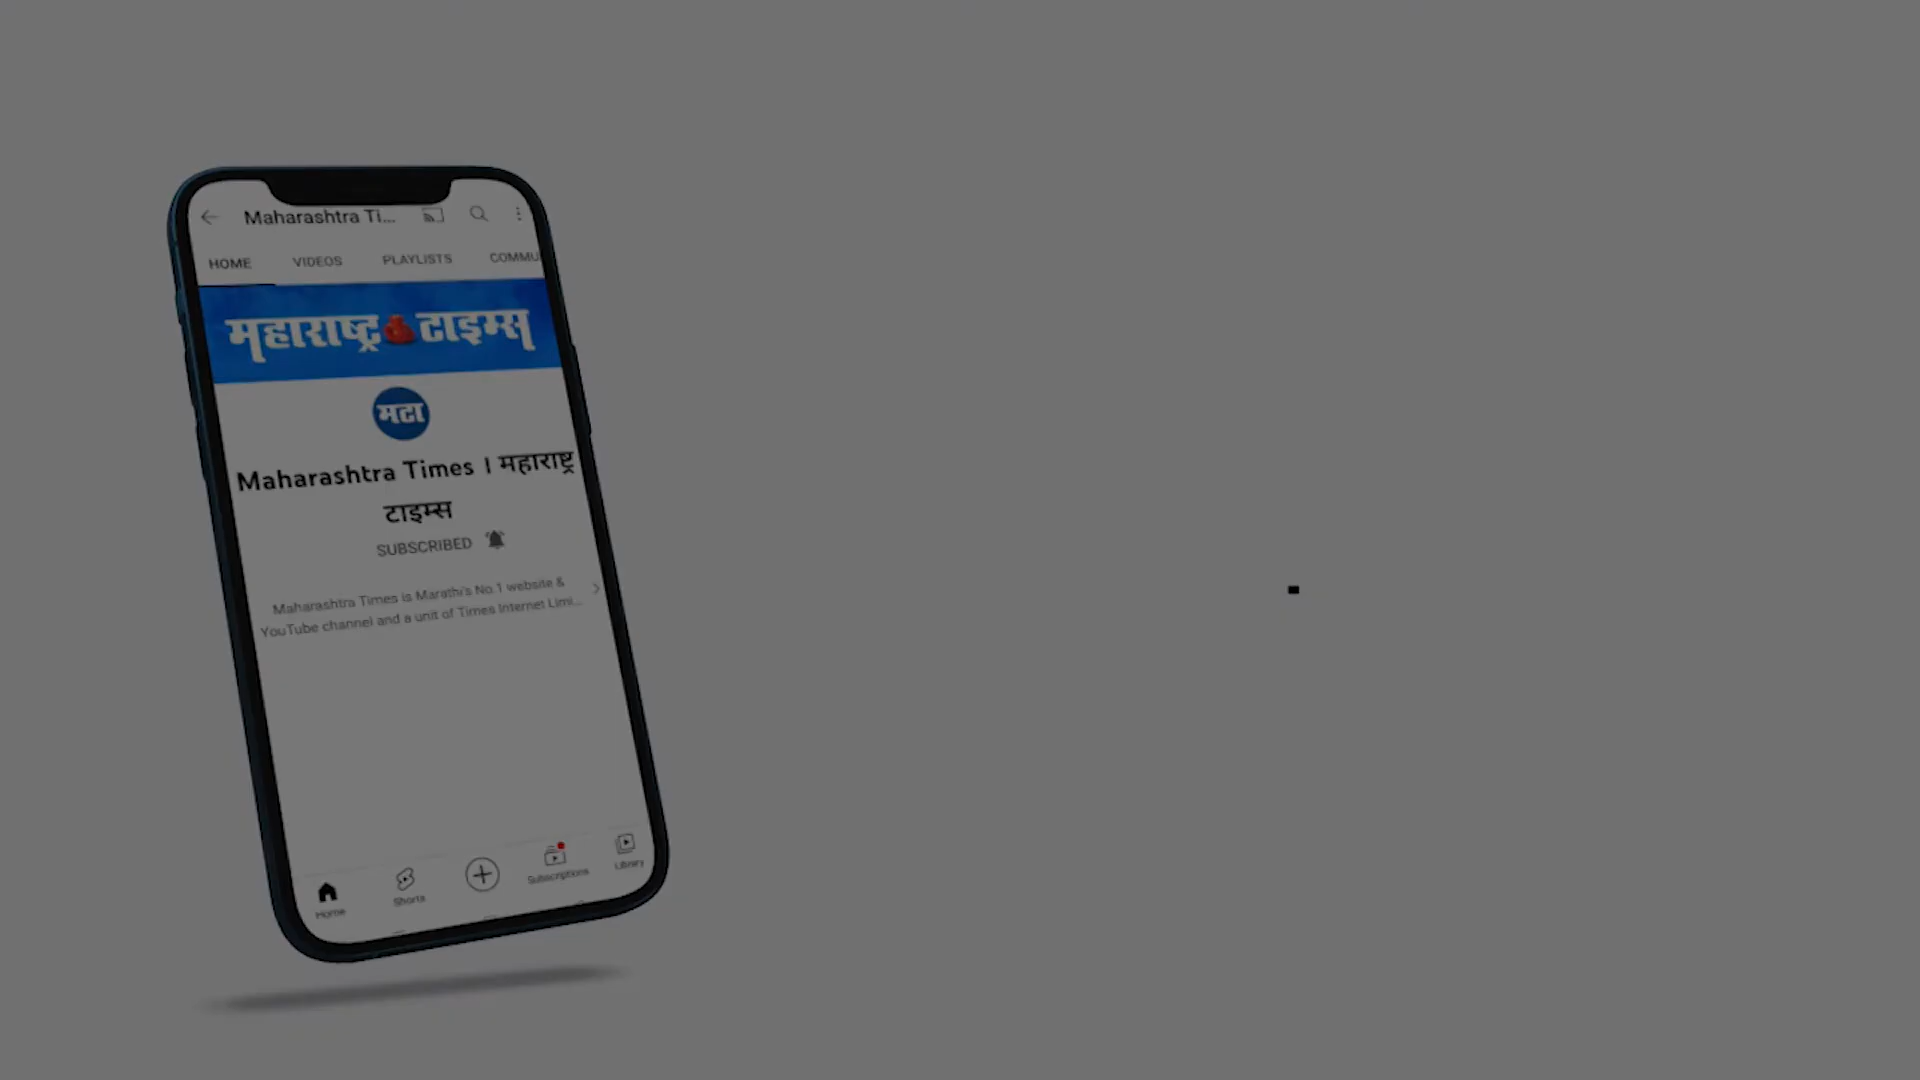 Maharashtra Ti...
HOME VIDEOS PLAYLISTS COMMU
महाराष्ट्र टाइम्स
मटा
Maharashtra Times । महाराष्ट्र
टाइम्स
SUBSCRIBED
Maharashtra Times is Marathi's No.1 website &
YouTube channel and a unit of Times Internet Limi...
Home Shorts Subscriptions Library